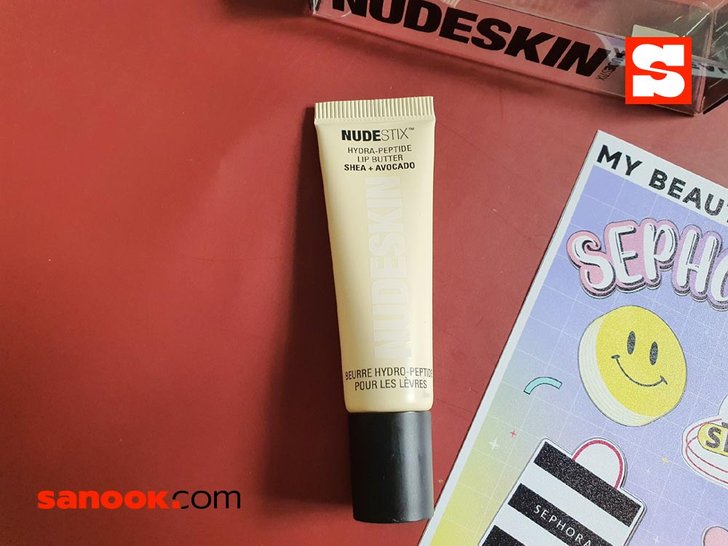 NUDESKIN
S
NUDESTIX™
HYDRA-PEPTIDE
LIP BUTTER
SHEA + AVOCADO
NUDESKIN
BEURRE HYDRO-PEPTIDE
POUR LES LÈVRES
MY BEAU
SEPHO
SEPHORA
sanook.com